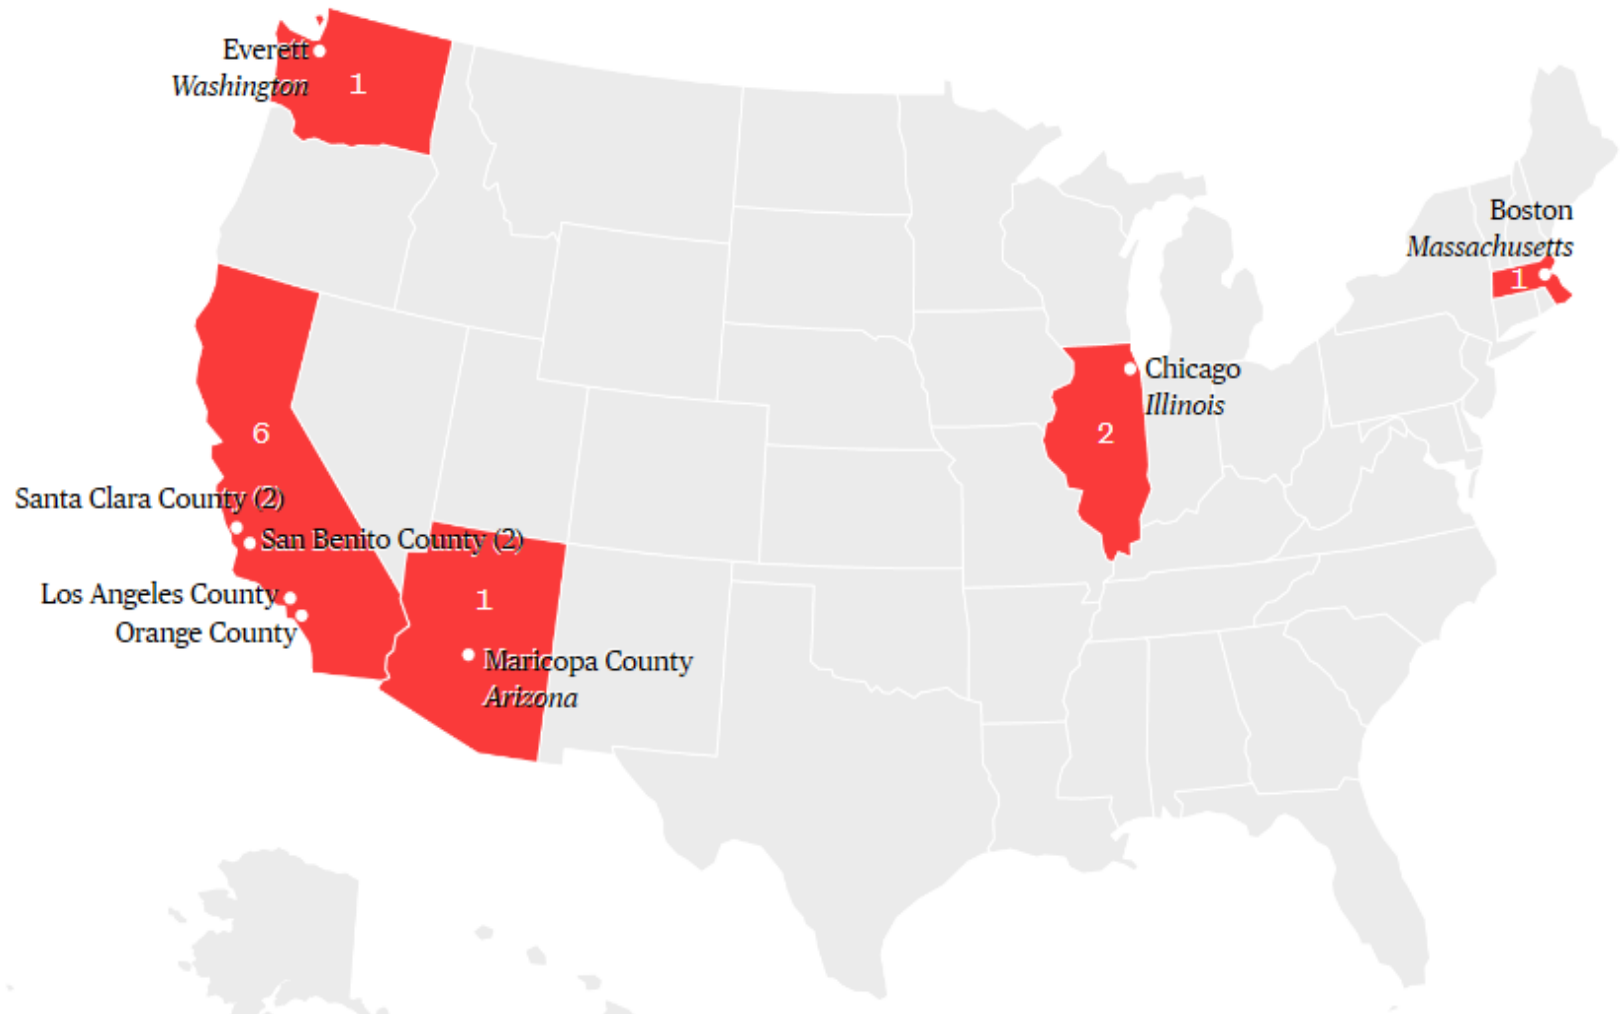 Everett
Washington
1
Boston
Massachusetts
1
Chicago
Illinois
2
6
Santa Clara County (2)
San Benito County (2)
Los Angeles County
Orange County
1
Maricopa County
Arizona